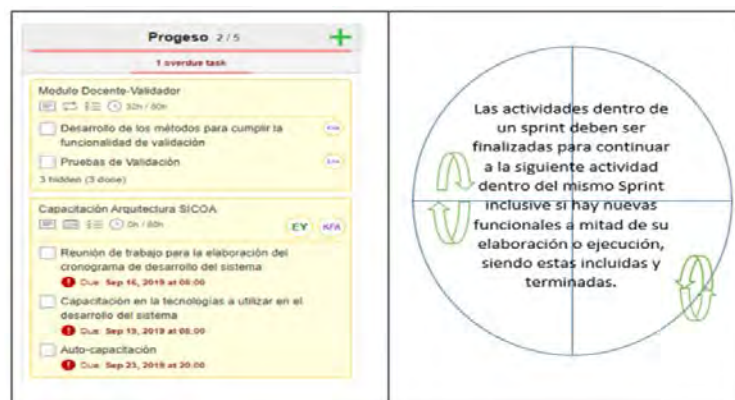 Progeso 2 / 5
1 overdue task
Modulo Docente-Validador
32h / 80h
Desarrollo de los métodos para cumplir la
funcionalidad de validación
Pruebas de Validación
3 hidden (3 done)
Capacitación Arquitectura SICOA
0h / 80h
EY KFA
Reunión de trabajo para la elaboración del
cronograma de desarrollo del sistema
Due: Sep 16, 2019 at 08:00
Capacitación en la tecnologías a utilizar en el
desarrollo del sistema
Due: Sep 19, 2019 at 08:00
Auto-capacitación
Due: Sep 23, 2019 at 20:00
Las actividades dentro de
un sprint deben ser
finalizadas para continuar
a la siguiente actividad
dentro del mismo Sprint
inclusive si hay nuevas
funcionales a mitad de su
elaboración o ejecución,
siendo estas incluidas y
terminadas.